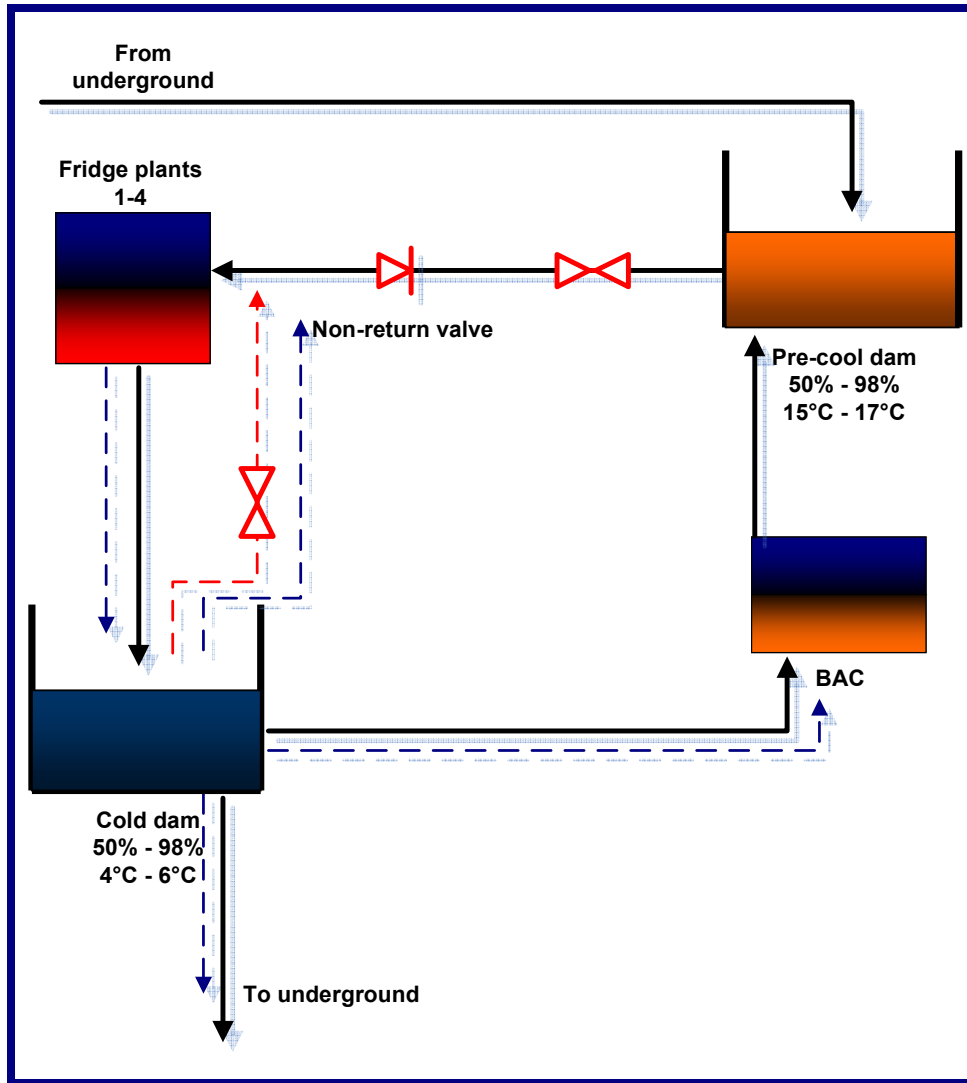 From
underground
Fridge plants
1-4
Non-return valve
Pre-cool dam
50% - 98%
15°C - 17°C
BAC
Cold dam
50% - 98%
4°C - 6°C
To underground